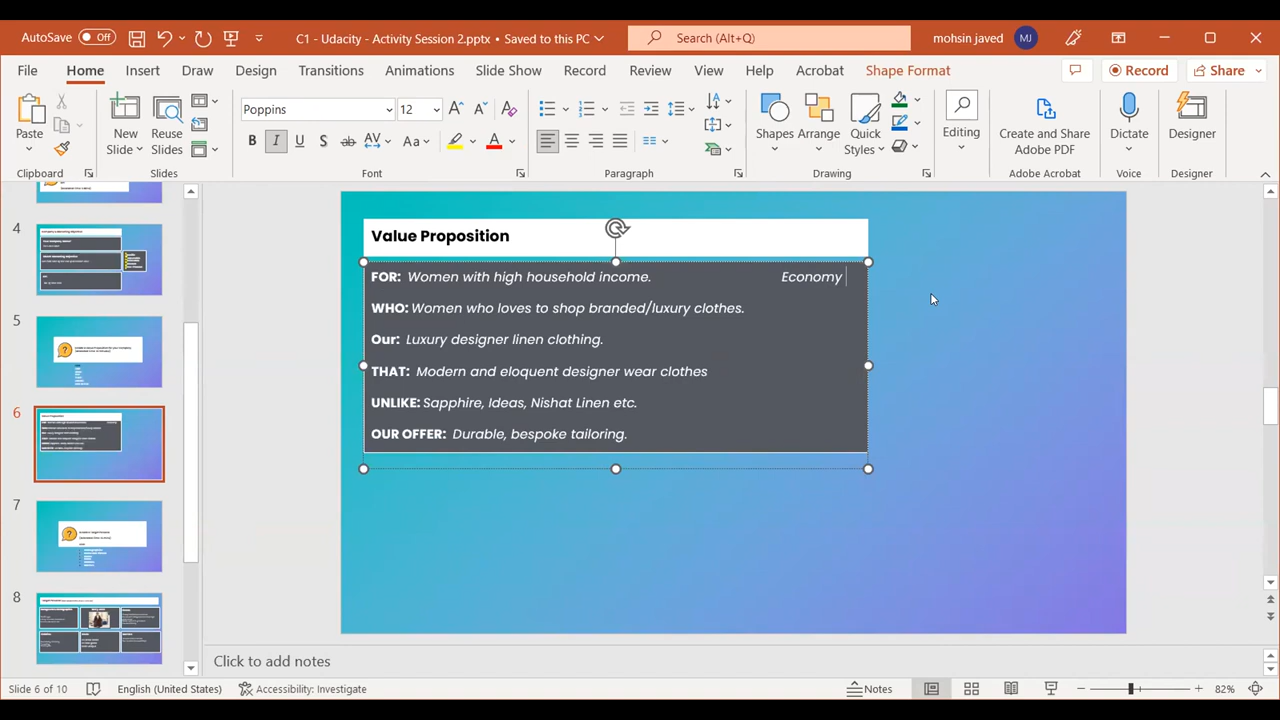 AutoSave Off C1 - Udacity - Activity Session 2.pptx • Saved to this PC Search (Alt+Q) mohsin javed MJ
File Home Insert Draw Design Transitions Animations Slide Show Record Review View Help Acrobat Shape Format Record Share
Poppins 12
Paste New Slide Reuse Slides Shapes Arrange Quick Styles Editing Create and Share Adobe PDF Dictate Designer
Clipboard Slides Font Paragraph Drawing Adobe Acrobat Voice Designer
4
5
6
7
8
Value Proposition
FOR: Women with high household income. Economy
WHO: Women who loves to shop branded/luxury clothes.
Our: Luxury designer linen clothing.
THAT: Modern and eloquent designer wear clothes
UNLIKE: Sapphire, Ideas, Nishat Linen etc.
OUR OFFER: Durable, bespoke tailoring.
Click to add notes
Slide 6 of 10 English (United States) Accessibility: Investigate Notes 82%